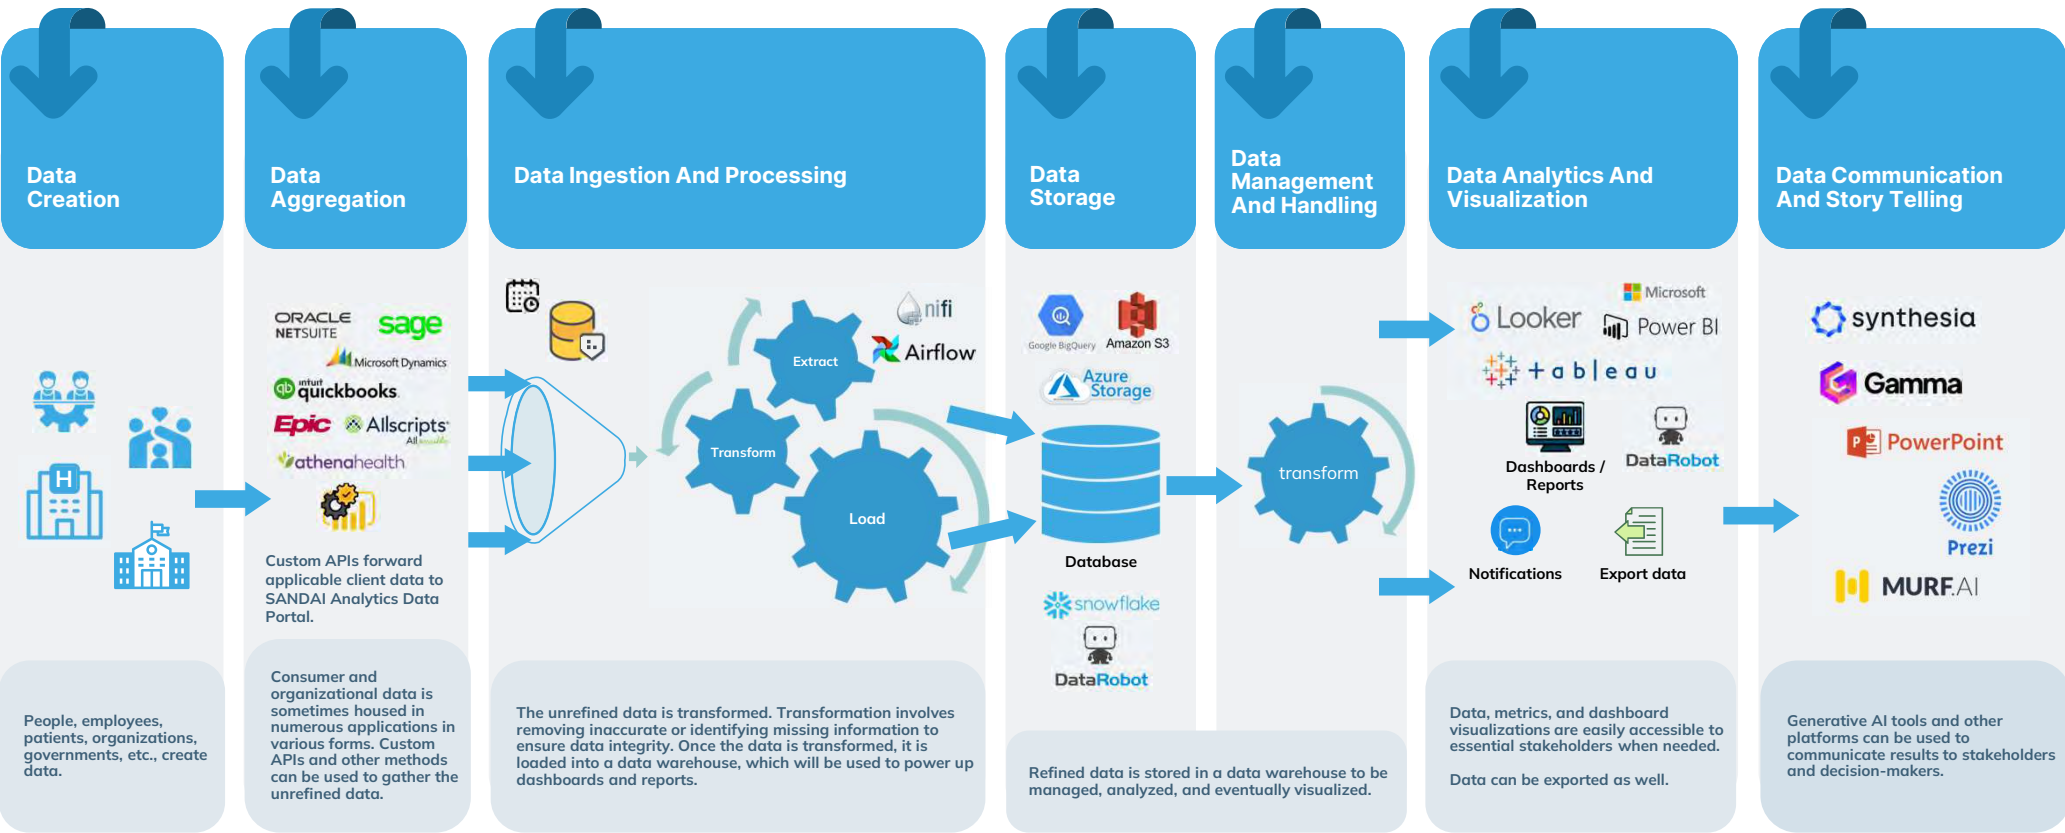 Data
Creation
People, employees,
patients, organizations,
governments, etc., create
data.
Data
Aggregation
ORACLE
NETSUITE
sage
Microsoft Dynamics
intuit
qb quickbooks
Epic
Allscripts
athenahealth
Custom APIs forward
applicable client data to
SANDAI Analytics Data
Portal.
Consumer and
organizational data is
sometimes housed in
numerous applications in
various forms. Custom
APIs and other methods
can be used to gather the
unrefined data.
Data Ingestion And Processing
nifi
Airflow
Extract
Transform
Load
The unrefined data is transformed. Transformation involves
removing inaccurate or identifying missing information to
ensure data integrity. Once the data is transformed, it is
loaded into a data warehouse, which will be used to power up
dashboards and reports.
Data
Storage
Google BigQuery
Amazon S3
Azure
Storage
Database
snowflake
DataRobot
Data
Management
And Handling
transform
Refined data is stored in a data warehouse to be
managed, analyzed, and eventually visualized.
Data Analytics And
Visualization
Looker
Microsoft
Power BI
+ a b l e a u
Dashboards /
Reports
DataRobot
Notifications
Export data
Data, metrics, and dashboard
visualizations are easily accessible to
essential stakeholders when needed.
Data can be exported as well.
Data Communication
And Story Telling
synthesia
Gamma
P PowerPoint
Prezi
MURF.AI
Generative AI tools and other
platforms can be used to
communicate results to stakeholders
and decision-makers.
H